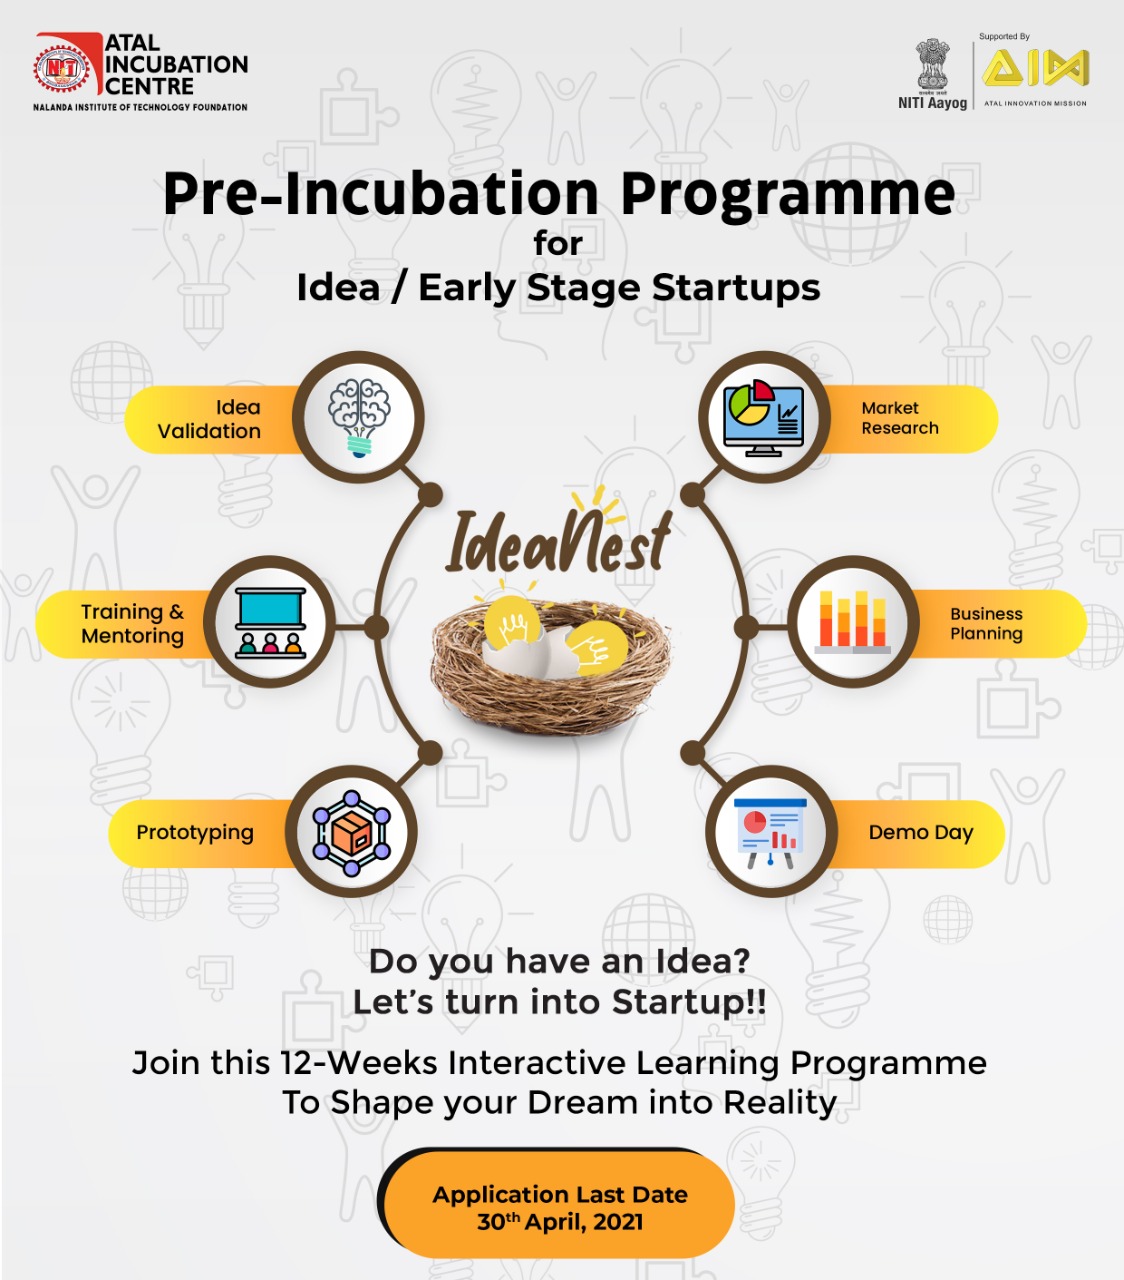 ATAL
INCUBATION
CENTRE
NALANDA INSTITUTE OF TECHNOLOGY FOUNDATION
NITI Aayog
Supported By
AIM
ATAL INNOVATION MISSION
Pre-Incubation Programme
for
Idea / Early Stage Startups
Idea
Validation
Market
Research
IdeaNest
Training &
Mentoring
Business
Planning
Prototyping
Demo Day
Do you have an Idea?
Let's turn into Startup!!
Join this 12-Weeks Interactive Learning Programme
To Shape your Dream into Reality
Application Last Date
30th April, 2021